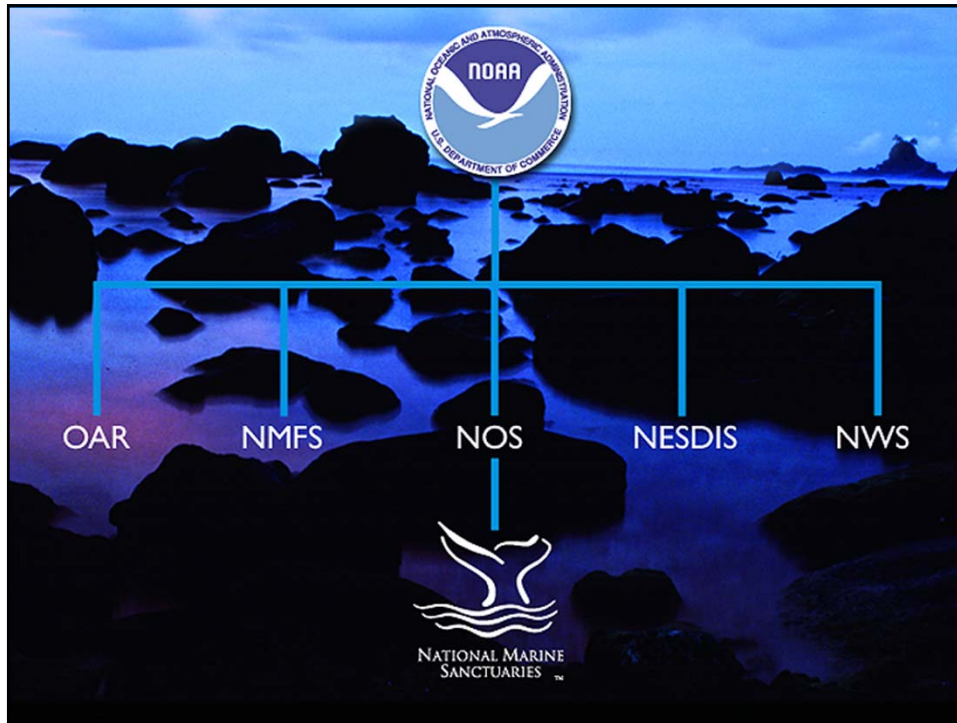 NATIONAL OCEANIC AND ATMOSPHERIC ADMINISTRATION
NOAA
U.S. DEPARTMENT OF COMMERCE
OAR NMFS NOS NESDIS NWS
NATIONAL MARINE
SANCTUARIES ™